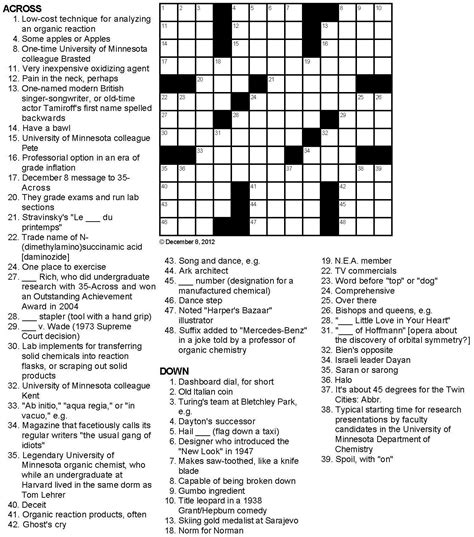 ACROSS
1. Low-cost technique for analyzing
an organic reaction
4. Some apples or Apples
8. One-time University of Minnesota
colleague Brasted
11. Very inexpensive oxidizing agent
12. Pain in the neck, perhaps
13. One-named modern British
singer-songwriter, or old-time
actor Tamiroff's first name spelled
backwards
14. Have a bawl
15. University of Minnesota colleague
Pete
16. Professorial option in an era of
grade inflation
17. December 8 message to 35-
Across
20. They grade exams and run lab
sections
21. Stravinsky's "Le ___ du
printemps"
22. Trade name of N-
(dimethylamino)succinamic acid
[daminozide]
24. One place to exercise
27. ___ Rich, who did undergraduate
research with 35-Across and won
an Outstanding Achievement
Award in 2004
28. ___ stapler (tool with a hand grip)
29. ___ v. Wade (1973 Supreme
Court decision)
30. Lab implements for transferring
solid chemicals into reaction
flasks, or scraping out solid
products
32. University of Minnesota colleague
Kent
33. "Ab initio," "aqua regia," or "in
vacuo," e.g.
34. Magazine that facetiously calls its
regular writers "the usual gang of
idiots"
35. Legendary University of
Minnesota organic chemist, who
while an undergraduate at
Harvard lived in the same dorm as
Tom Lehrer
40. Deceit
41. Organic reaction products, often
42. Ghost's cry
1 2 3 4 5 6 7 8 9 10
11 12 13
14 15 16
17 18 19
20 21
22 23 24 25 26
27 28 29
30 31 32
33 34
35 36 37 38 39
40 41 42
43 44 45
46 47 48
© December 8, 2012
43. Song and dance, e.g.
44. Ark architect
45. ___ number (designation for a
manufactured chemical)
46. Dance step
47. Noted "Harper's Bazaar"
illustrator
48. Suffix added to "Mercedes-Benz"
in a joke told by a professor of
organic chemistry
DOWN
1. Dashboard dial, for short
2. Old Italian coin
3. Turing's team at Bletchley Park,
e.g.
4. Dayton's successor
5. Hail ___ (flag down a taxi)
6. Designer who introduced the
"New Look" in 1947
7. Makes saw-toothed, like a knife
blade
8. Capable of being broken down
9. Gumbo ingredient
10. Title leopard in a 1938
Grant/Hepburn comedy
13. Skiing gold medalist at Sarajevo
18. Norm for Norman
19. N.E.A. member
22. TV commercials
23. Word before "top" or "dog"
24. Comprehensive
25. Over there
26. Bishops and queens, e.g.
28. "___ Little Love in Your Heart"
31. "___ of Hoffmann" [opera about
the discovery of orbital symmetry?]
32. Bien's opposite
34. Israeli leader Dayan
35. Saran or sarong
36. Halo
37. It's about 45 degrees for the Twin
Cities: Abbr.
38. Typical starting time for research
presentations by faculty
candidates in the University of
Minnesota Department of
Chemistry
39. Spoil, with "on"